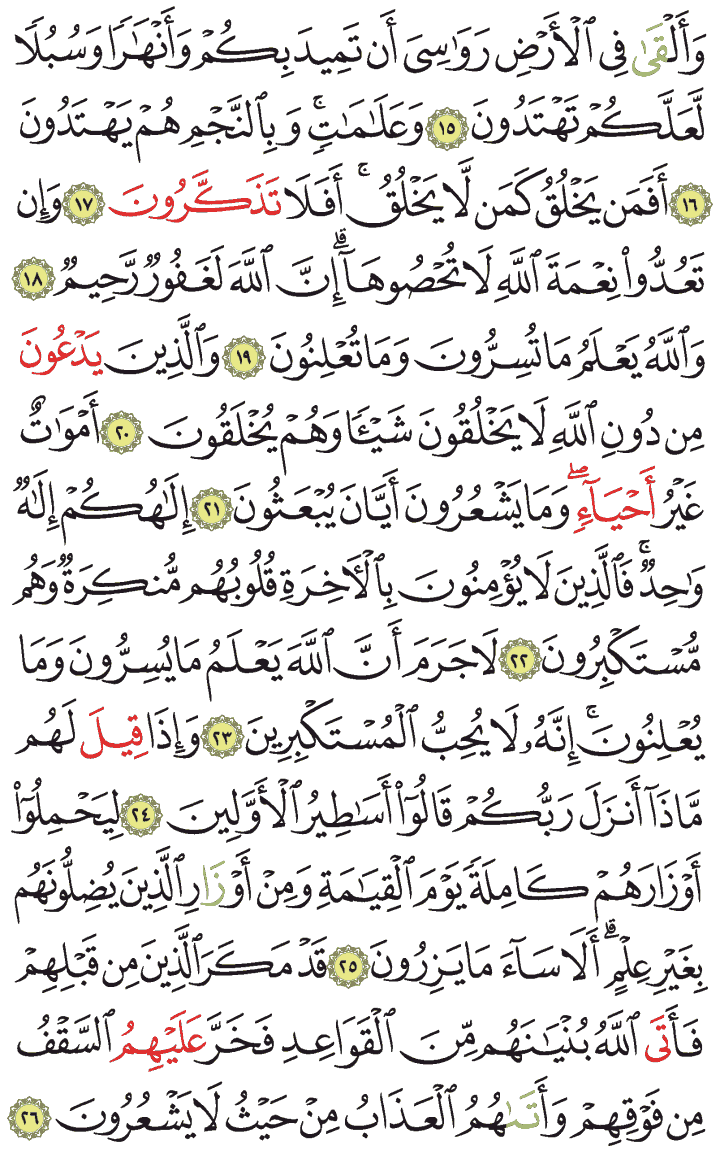 وَأَلْقَىٰ فِي ٱلْأَرْضِ رَوَٰسِىَ أَن تَمِيدَ بِكُمْ وَأَنْهَٰرًا وَسُبُلًا
لَّعَلَّكُمْ تَهْتَدُونَ ١٥ وَعَلَٰمَٰتٍ ۚ وَبِٱلنَّجْمِ هُمْ يَهْتَدُونَ
١٦ أَفَمَن يَخْلُقُ كَمَن لَّا يَخْلُقُ ۚ أَفَلَا تَذَكَّرُونَ ١٧ وَإِن
تَعُدُّوا۟ نِعْمَةَ ٱللَّهِ لَا تُحْصُوهَآ ۗ إِنَّ ٱللَّهَ لَغَفُورٌ رَّحِيمٌ ١٨
وَٱللَّهُ يَعْلَمُ مَا تُسِرُّونَ وَمَا تُعْلِنُونَ ١٩ وَٱلَّذِينَ يَدْعُونَ
مِن دُونِ ٱللَّهِ لَا يَخْلُقُونَ شَيْـًٔا وَهُمْ يُخْلَقُونَ ٢٠ أَمْوَٰتٌ
غَيْرُ أَحْيَآءٍ ۖ وَمَا يَشْعُرُونَ أَيَّانَ يُبْعَثُونَ ٢١ إِلَٰهُكُمْ إِلَٰهٌ
وَٰحِدٌ ۚ فَٱلَّذِينَ لَا يُؤْمِنُونَ بِٱلْـَٔاخِرَةِ قُلُوبُهُم مُّنكِرَةٌ وَهُم
مُّسْتَكْبِرُونَ ٢٢ لَا جَرَمَ أَنَّ ٱللَّهَ يَعْلَمُ مَا يُسِرُّونَ وَمَا
يُعْلِنُونَ ۚ إِنَّهُۥ لَا يُحِبُّ ٱلْمُسْتَكْبِرِينَ ٢٣ وَإِذَا قِيلَ لَهُم
مَّاذَآ أَنزَلَ رَبُّكُمْ قَالُوٓا۟ أَسَٰطِيرُ ٱلْأَوَّلِينَ ٢٤ لِيَحْمِلُوٓا۟
أَوْزَارَهُمْ كَامِلَةً يَوْمَ ٱلْقِيَٰمَةِ وَمِنْ أَوْزَارِ ٱلَّذِينَ يُضِلُّونَهُم
بِغَيْرِ عِلْمٍ ۗ أَلَا سَآءَ مَا يَزِرُونَ ٢٥ قَدْ مَكَرَ ٱلَّذِينَ مِن قَبْلِهِمْ
فَأَتَى ٱللَّهُ بُنْيَٰنَهُم مِّنَ ٱلْقَوَاعِدِ فَخَرَّ عَلَيْهِمُ ٱلسَّقْفُ
مِن فَوْقِهِمْ وَأَتَىٰهُمُ ٱلْعَذَابُ مِنْ حَيْثُ لَا يَشْعُرُونَ ٢٦